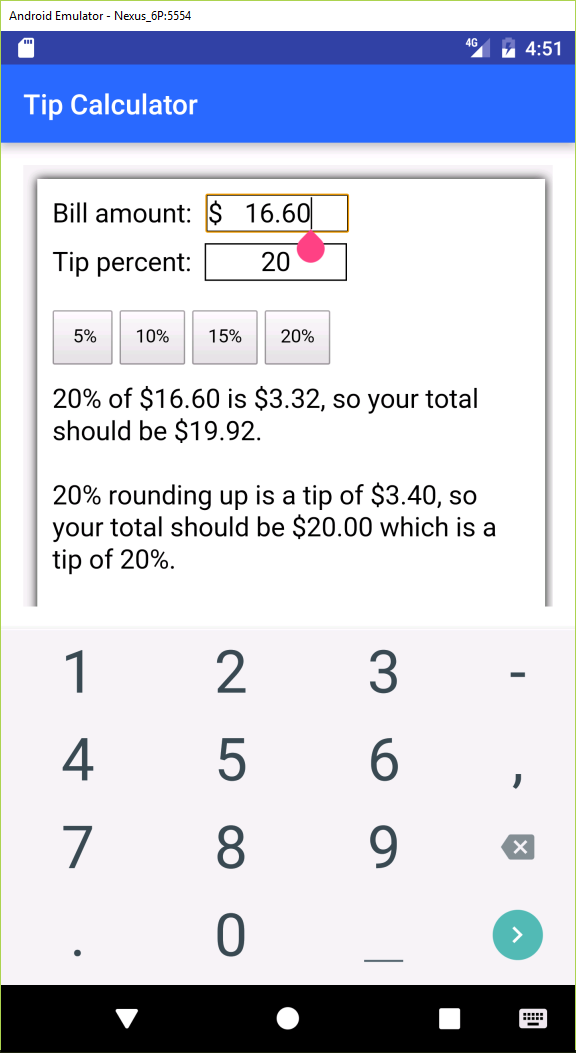 Android Emulator - Nexus_6P:5554
4G 4:51
Tip Calculator
Bill amount: $ 16.60
Tip percent: 20
5% 10% 15% 20%
20% of $16.60 is $3.32, so your total
should be $19.92.
20% rounding up is a tip of $3.40, so
your total should be $20.00 which is a
tip of 20%.
1 2 3 -
4 5 6 ,
7 8 9
. 0 _